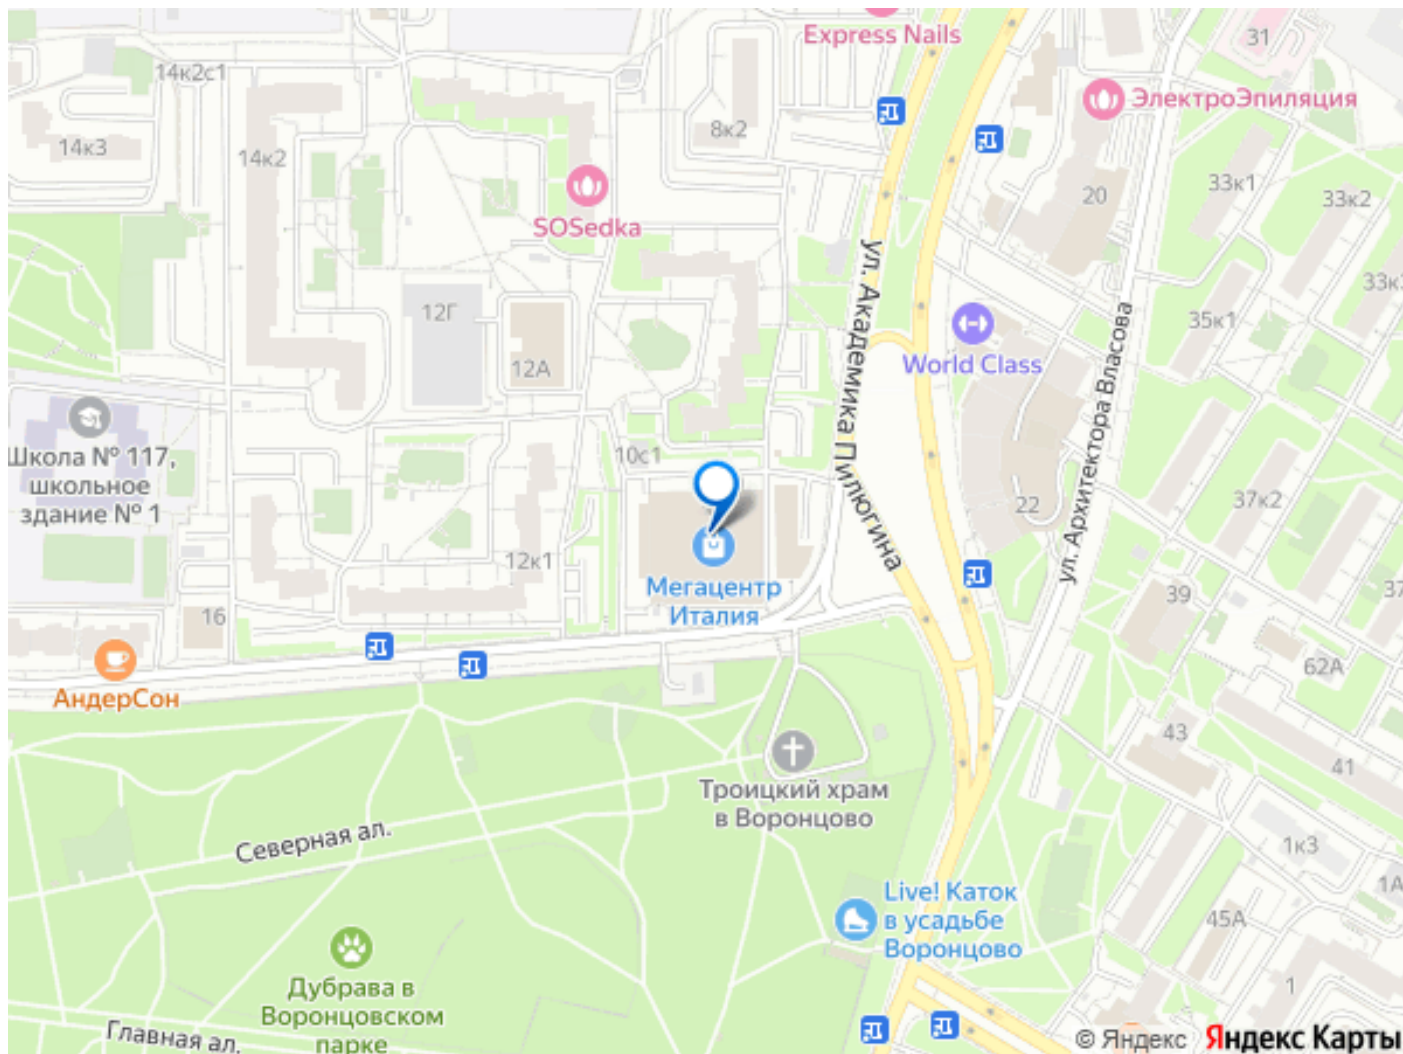 Express Nails
31
14к2с1
ЭлектроЭпиляция
8к2
14к3
14к2
33к1
20
33к2
SOSedka
ул. Академика Пилюгина
12Г
35к1
World Class
12А
ул. Архитектора Власова
Школа № 117,
школьное
здание № 1
10с1
37к2
22
12к1
Мегацентр
Италия
39
16
62А
АндерСон
43
41
Троицкий храм
в Воронцово
Северная ал.
1к3
1А
Live! Каток
в усадьбе
Воронцово
45А
Дубрава в
Воронцовском
парке
1
Главная ал.
© Яндекс Яндекс Карты